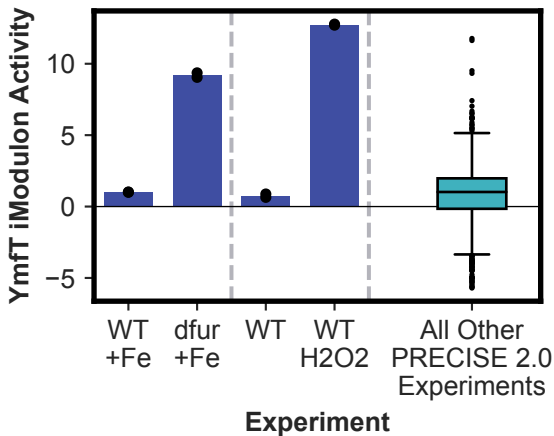 YmfT iModulon Activity
10
5
0
−5
WT
+Fe
dfur
+Fe
WT
WT
H2O2
All Other
PRECISE 2.0
Experiments
Experiment